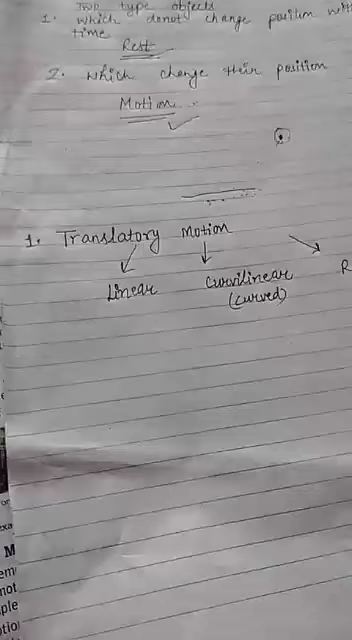 Two type objects
1. which donot change position with
time
Rest
2. which change their position
Motion
1. Translatory Motion
Linear
Curvilinear
(curved)
R
M